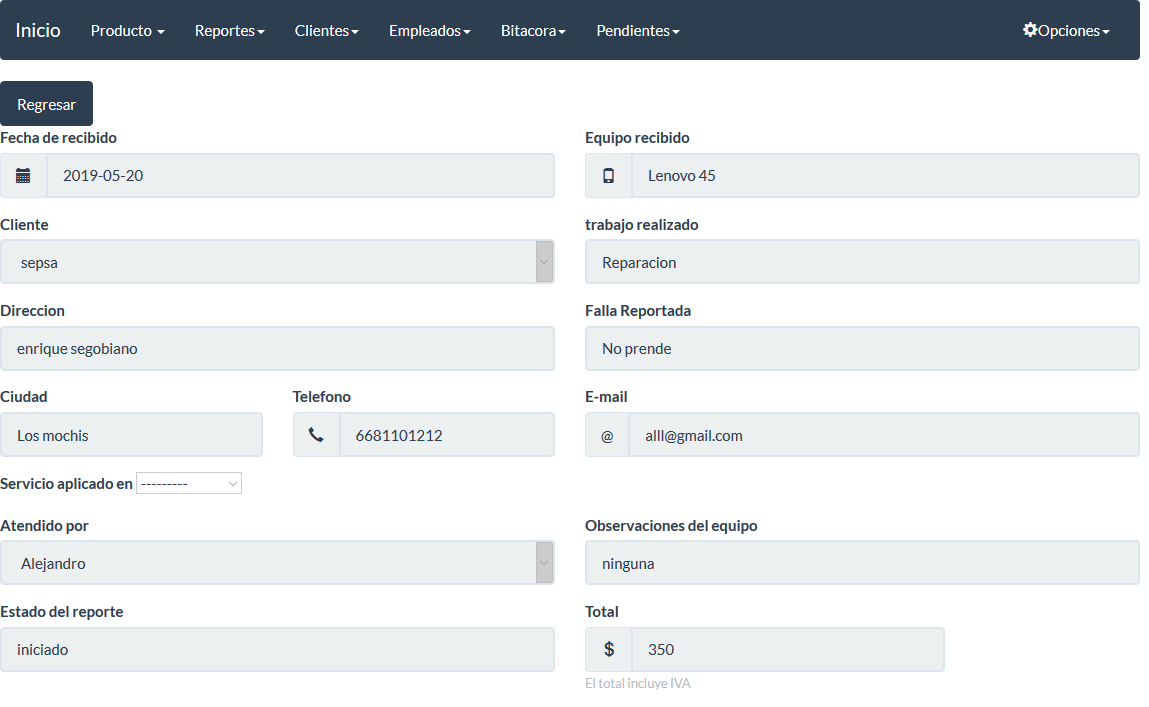 Inicio Producto Reportes Clientes Empleados Bitacora Pendientes Opciones
Regresar
Fecha de recibido Equipo recibido
2019-05-20 Lenovo 45
Cliente trabajo realizado
sepsa Reparacion
Direccion Falla Reportada
enrique segobiano No prende
Ciudad Telefono E-mail
Los mochis 6681101212 @ alll@gmail.com
Servicio aplicado en ---------
Atendido por Observaciones del equipo
Alejandro ninguna
Estado del reporte Total
iniciado $ 350
El total incluye IVA